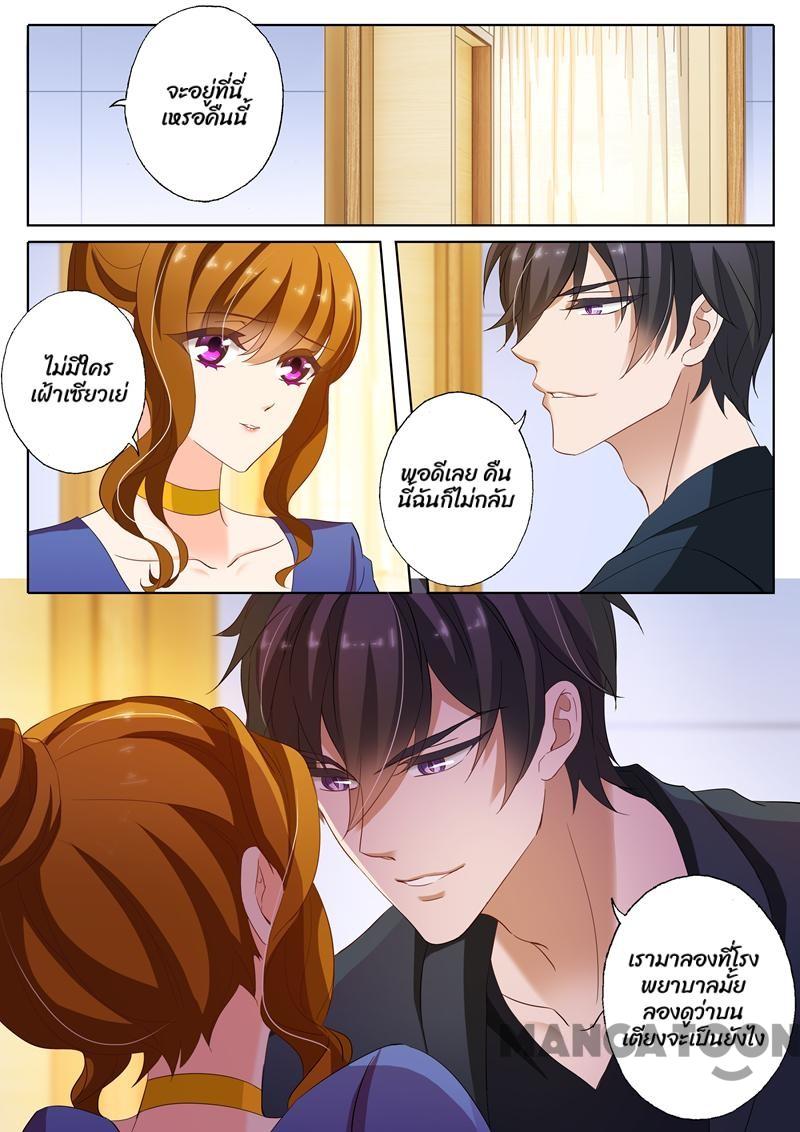 จะอยู่ที่นี่
เหรอคืนนี้
ไม่มีใคร
เฝ้าเซียวเย่
พอดีเลย คืน
นี้ฉันก็ไม่กลับ
เรามาลองที่โรง
พยาบาลมั้ย
ลองดูว่าบน
เตียงจะเป็นยังไง
MANGATOON